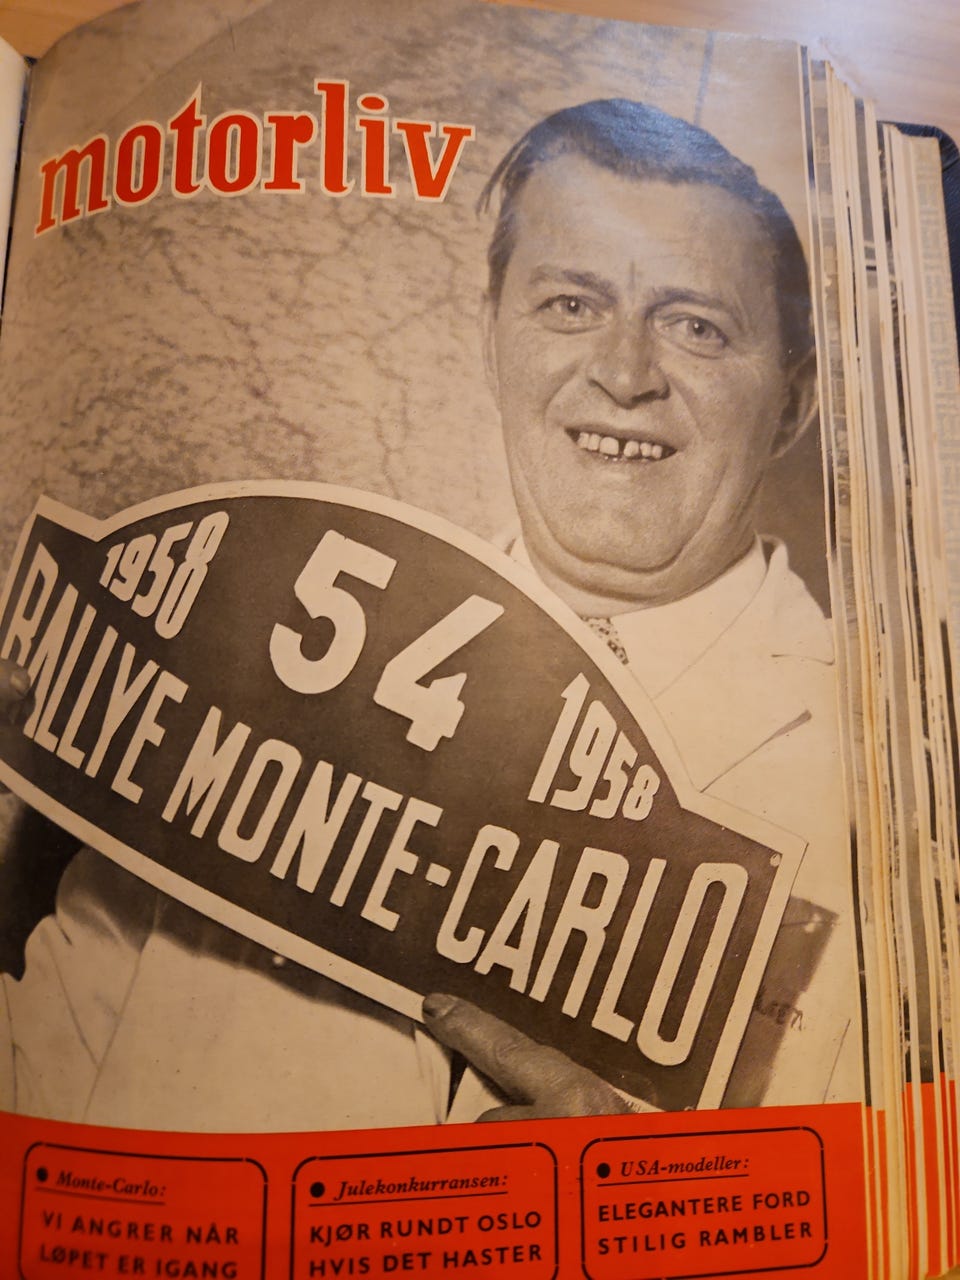 motorliv
1958 54 1958
RALLYE MONTE-CARLO
Monte-Carlo:
VI ANGRER NÅR
LØPET ER IGANG
Julekonkurransen:
KJØR RUNDT OSLO
HVIS DET HASTER
USA-modeller:
ELEGANTERE FORD
STILIG RAMBLER